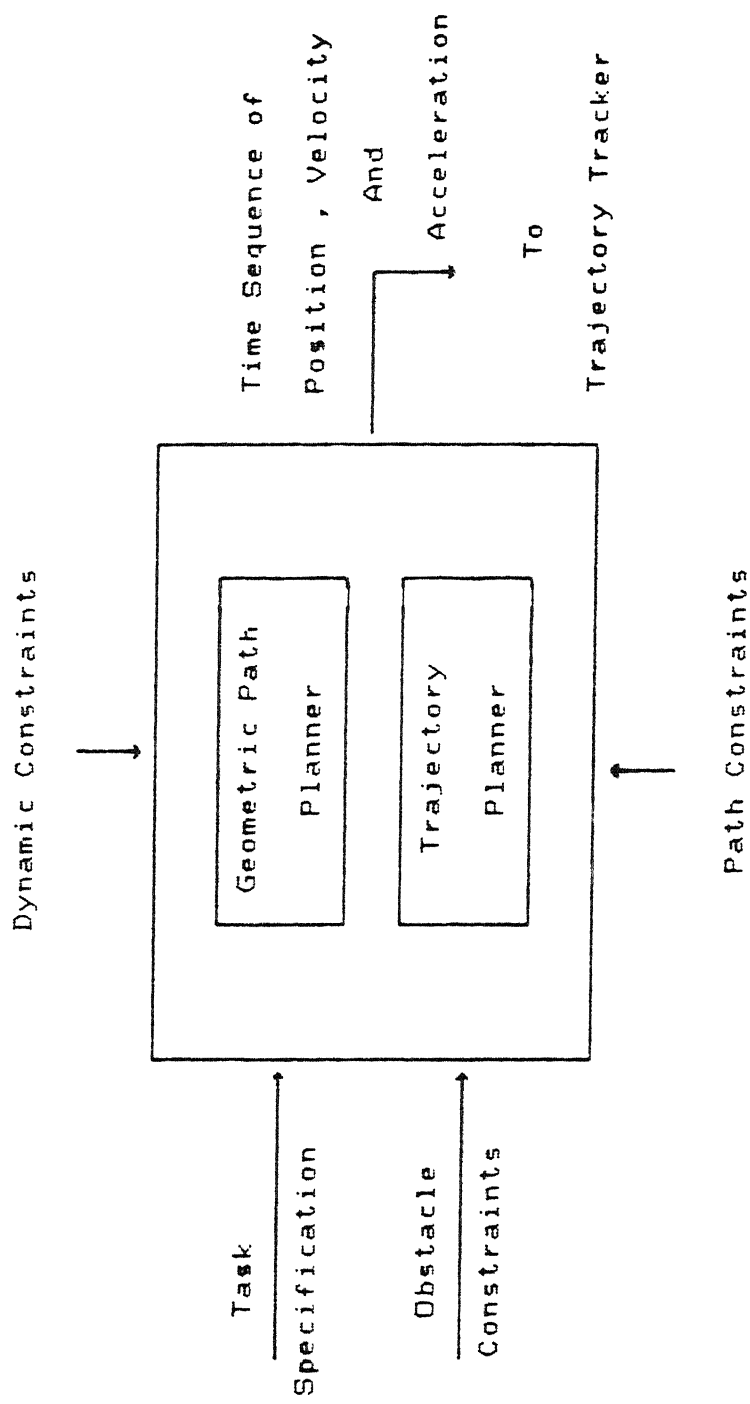 Dynamic Constraints
Task
Specification
Obstacle
Constraints
Geometric Path
Planner
Trajectory
Planner
Time Sequence of
Position , Velocity
And
Acceleration
To
Trajectory Tracker
Path Constraints